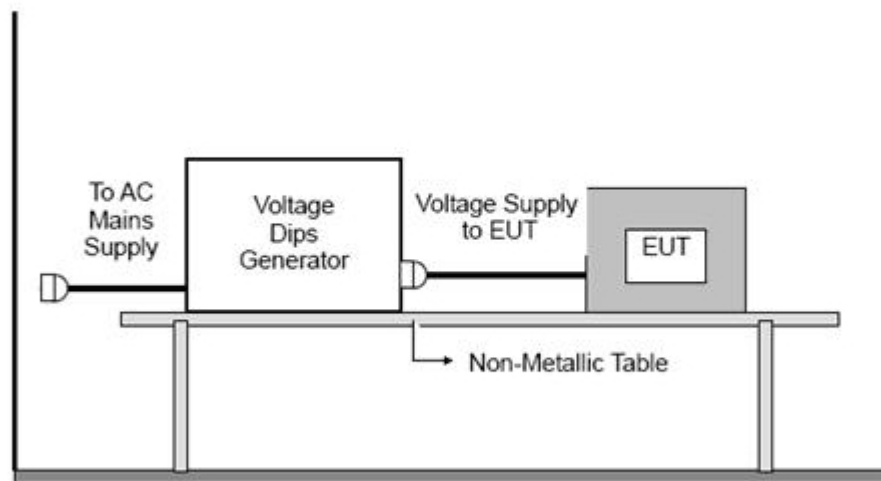 To AC
Mains
Supply
Voltage
Dips
Generator
Voltage Supply
to EUT
EUT
Non-Metallic Table